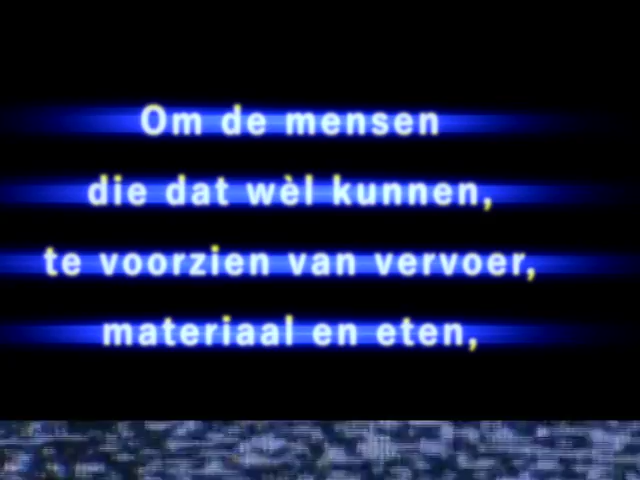 Om de mensen
die dat wèl kunnen,
te voorzien van vervoer,
materiaal en eten,